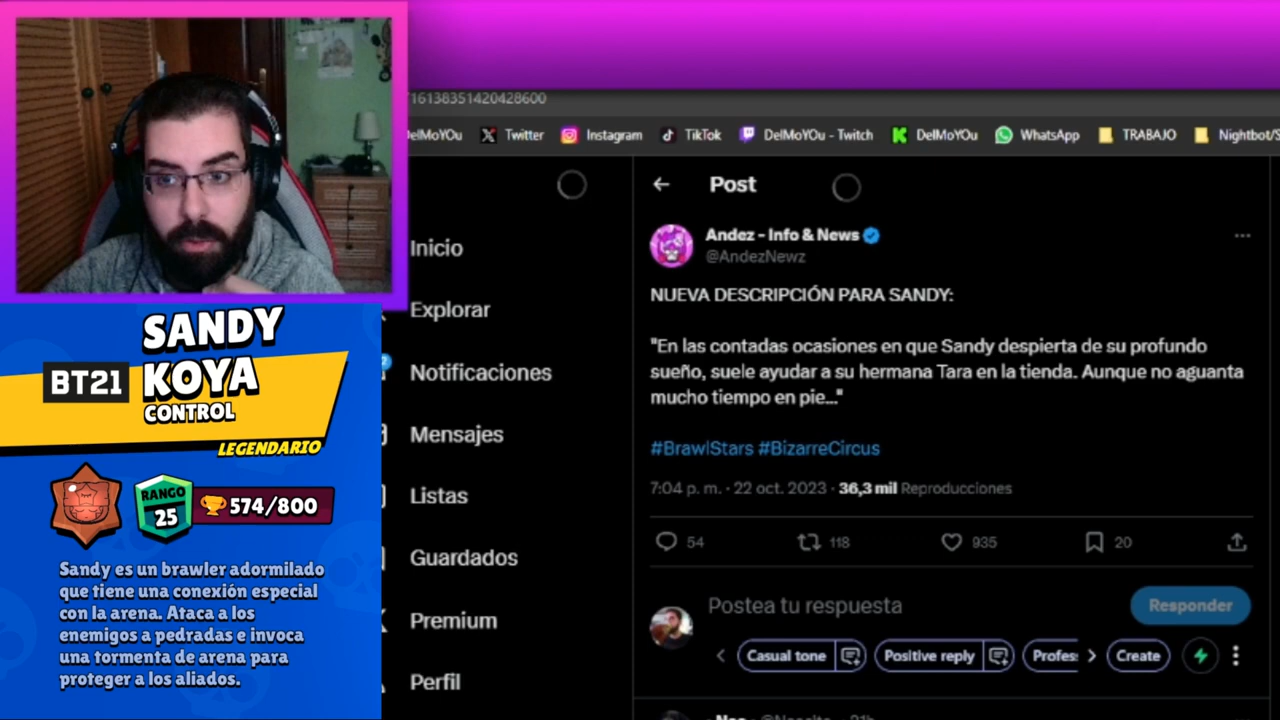 161383514204286​00
DelMoYOu
Twitter
Instagram
TikTok
DelMoYOu - Twitch
DelMoYOu
WhatsApp
TRABAJO
Nightbot/S
Post
Andez - Info & News
@AndezNewz
NUEVA DESCRIPCIÓN PARA SANDY:
"En las contadas ocasiones en que Sandy despierta de su profundo
sueño, suele ayudar a su hermana Tara en la tienda. Aunque no aguanta
mucho tiempo en pie..."
#BrawlStars #BizarreCircus
7:04 p. m. · 22 oct. 2023 · 36,3 mil Reproducciones
54
118
935
20
Postea tu respuesta
Responder
Casual tone
Positive reply
Profes
Create
Inicio
Explorar
Notificaciones
Mensajes
Listas
Guardados
Premium
Perfil
SANDY
BT21 KOYA
CONTROL
LEGENDARIO
RANGO
25
574/800
Sandy es un brawler adormilado
que tiene una conexión especial
con la arena. Ataca a los
enemigos a pedradas e invoca
una tormenta de arena para
proteger a los aliados.